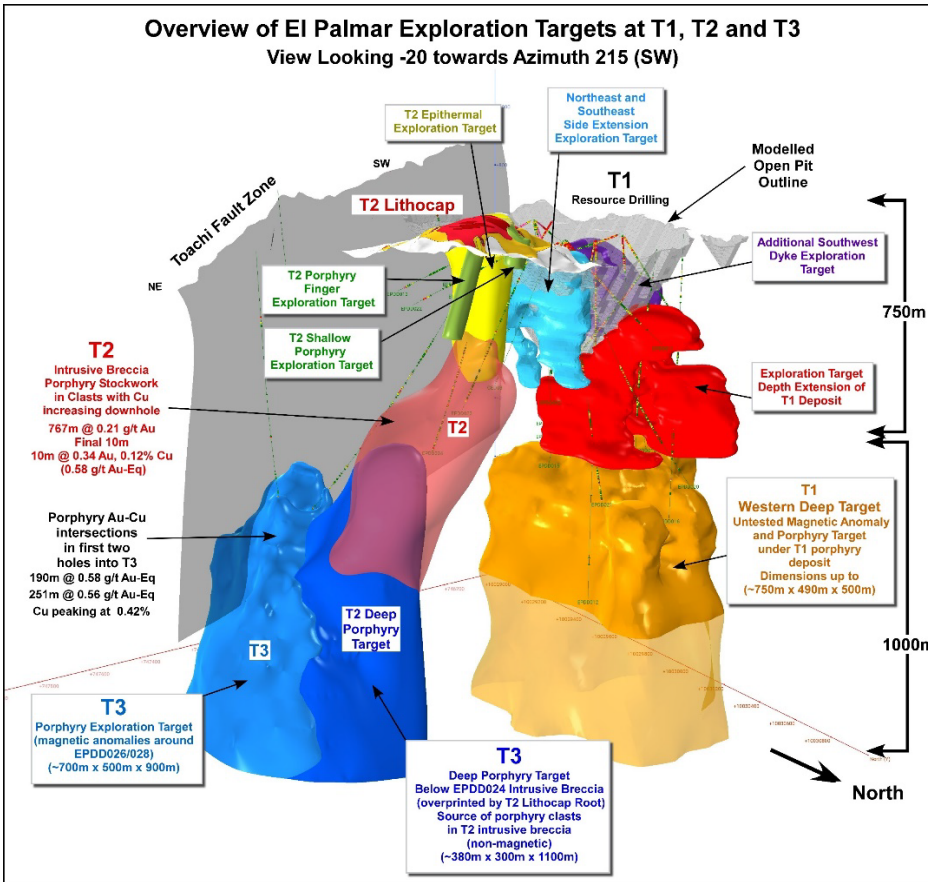 Overview of El Palmar Exploration Targets at T1, T2 and T3
View Looking -20 towards Azimuth 215 (SW)
T2 Epithermal
Exploration Target
Northeast and
Southeast
Side Extension
Exploration Target
Modelled
Open Pit
Outline
SW
Toachi Fault Zone
NE
T2 Lithocap
T1
Resource Drilling
Additional Southwest
Dyke Exploration
Target
750m
T2 Porphyry
Finger
Exploration Target
T2 Shallow
Porphyry
Exploration Target
T2
Intrusive Breccia
Porphyry Stockwork
in Clasts with Cu
increasing downhole
767m @ 0.21 g/t Au
Final 10m
10m @ 0.34 Au, 0.12% Cu
(0.58 g/t Au-Eq)
T2
Exploration Target
Depth Extension of
T1 Deposit
Porphyry Au-Cu
intersections
in first two
holes into T3
190m @ 0.58 g/t Au-Eq
251m @ 0.56 g/t Au-Eq
Cu peaking at 0.42%
T1
Western Deep Target
Untested Magnetic Anomaly
and Porphyry Target
under T1 porphyry
deposit
Dimensions up to
(~750m x 490m x 500m)
T2 Deep
Porphyry
Target
T3
1000m
T3
Porphyry Exploration Target
(magnetic anomalies around
EPDD026/028)
(~700m x 500m x 900m)
T3
Deep Porphyry Target
Below EPDD024 Intrusive Breccia
(overprinted by T2 Lithocap Root)
Source of porphyry clasts
in T2 intrusive breccia
(non-magnetic)
(~380m x 300m x 1100m)
North